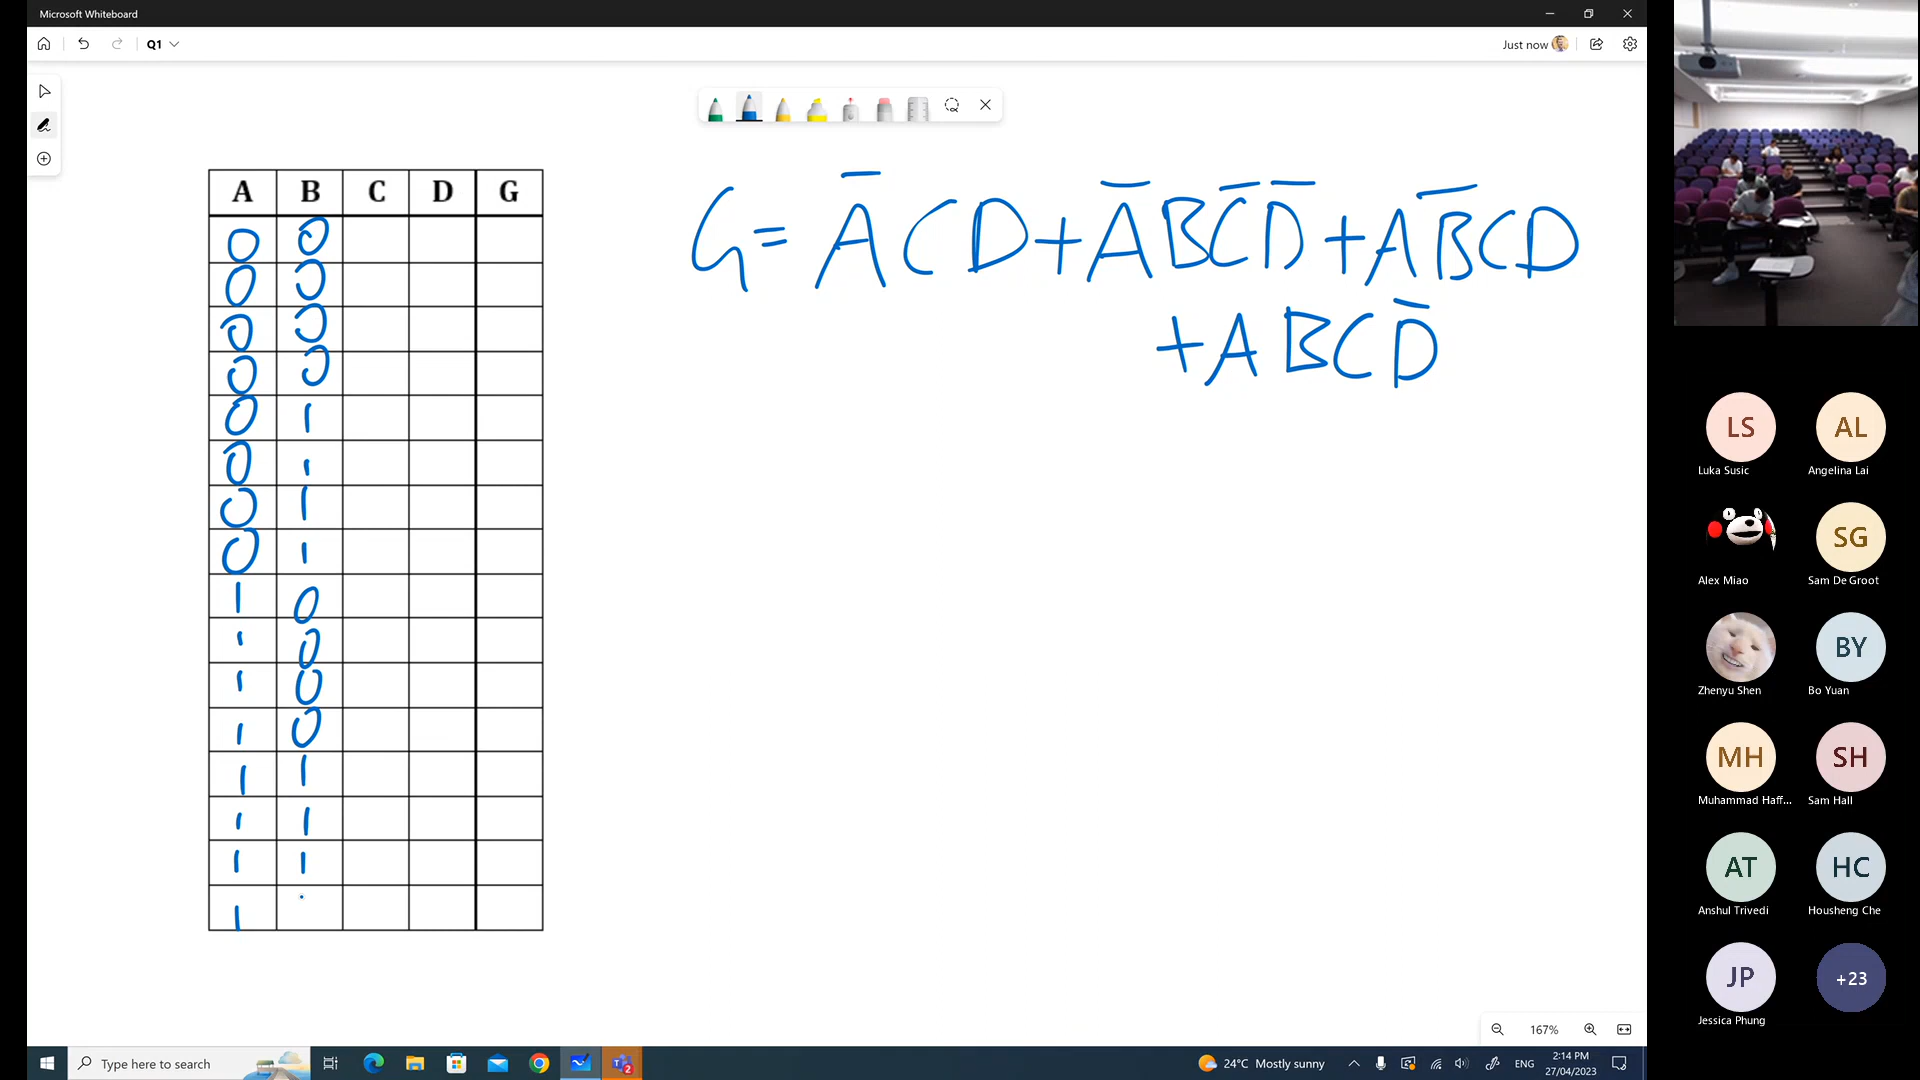 Microsoft Whiteboard
Q1
Just now
A B C D G
0 0
0 0
0 0
0 0
0 1
0 1
0 1
0 1
1 0
1 0
1 0
1 0
1 1
1 1
1 1
1
G = A̅CD + A̅BC̅D̅ + AB̅CD
+ ABCD̅
LS AL
Luka Susic Angelina Lai
SG
Alex Miao Sam De Groot
BY
Zhenyu Shen Bo Yuan
MH SH
Muhammad Haff... Sam Hall
AT HC
Anshul Trivedi Housheng Che
JP +23
Jessica Phung
167%
Type here to search
2
24°C Mostly sunny
ENG
2:14 PM
27/04/2023